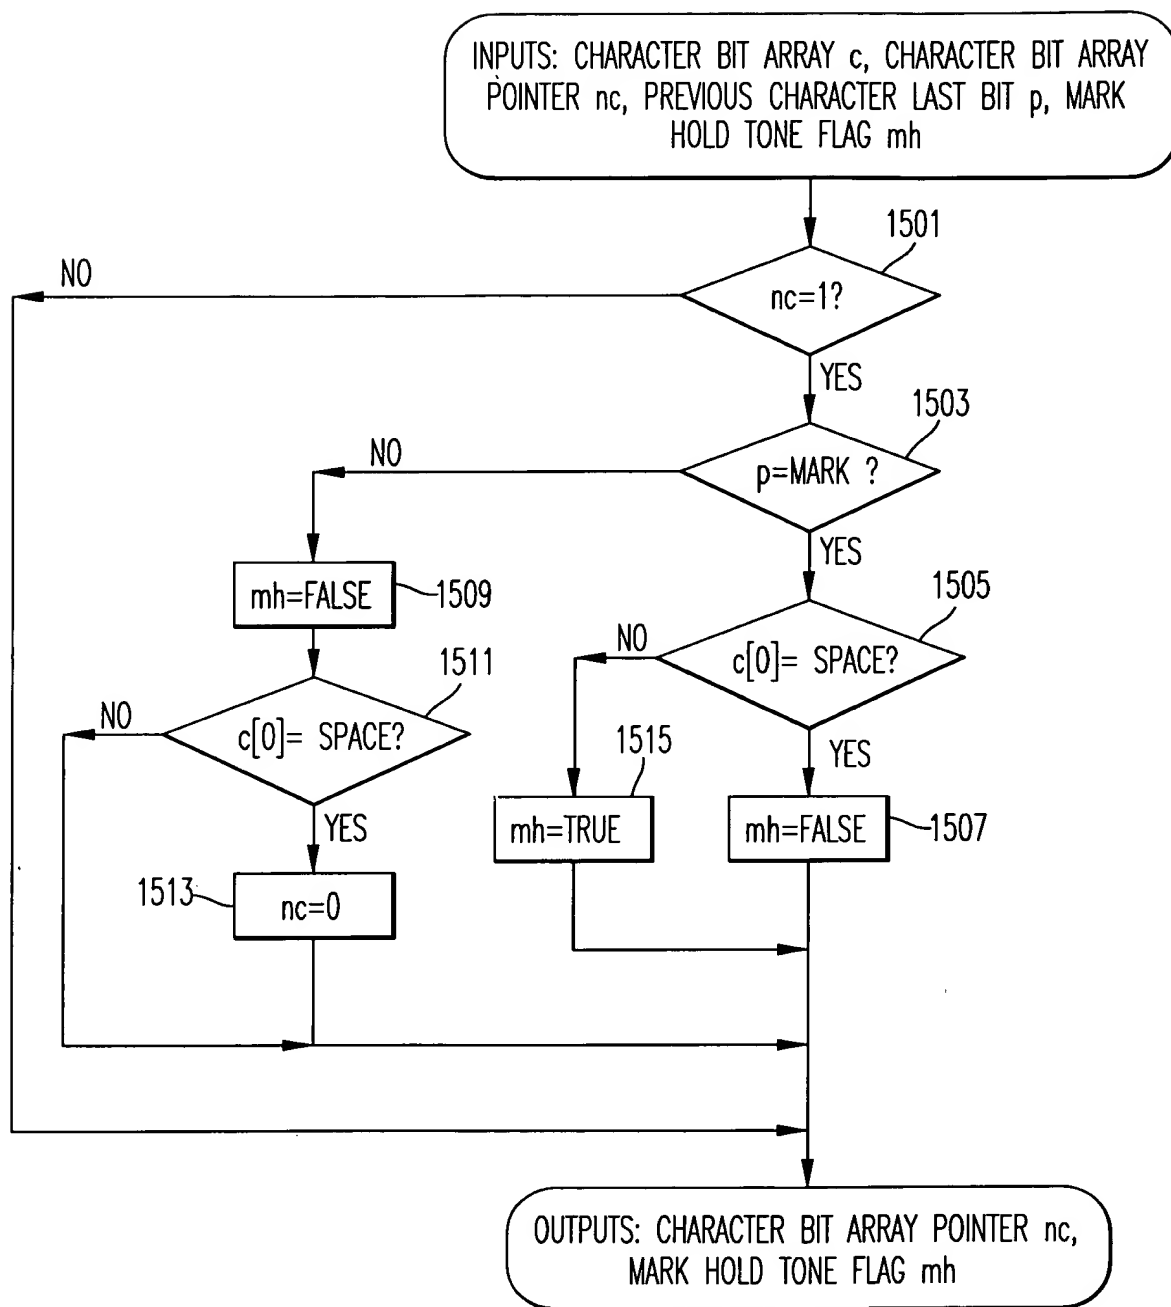 INPUTS: CHARACTER BIT ARRAY c, CHARACTER BIT ARRAY
POINTER nc, PREVIOUS CHARACTER LAST BIT p, MARK
HOLD TONE FLAG mh
1501
NO
nc=1?
YES
1503
NO
p=MARK ?
YES
mh=FALSE
1509
1505
NO
c[0]= SPACE?
1511
NO
c[0]= SPACE?
YES
1515
mh=TRUE
mh=FALSE
1507
YES
1513
nc=0
OUTPUTS: CHARACTER BIT ARRAY POINTER nc,
MARK HOLD TONE FLAG mh